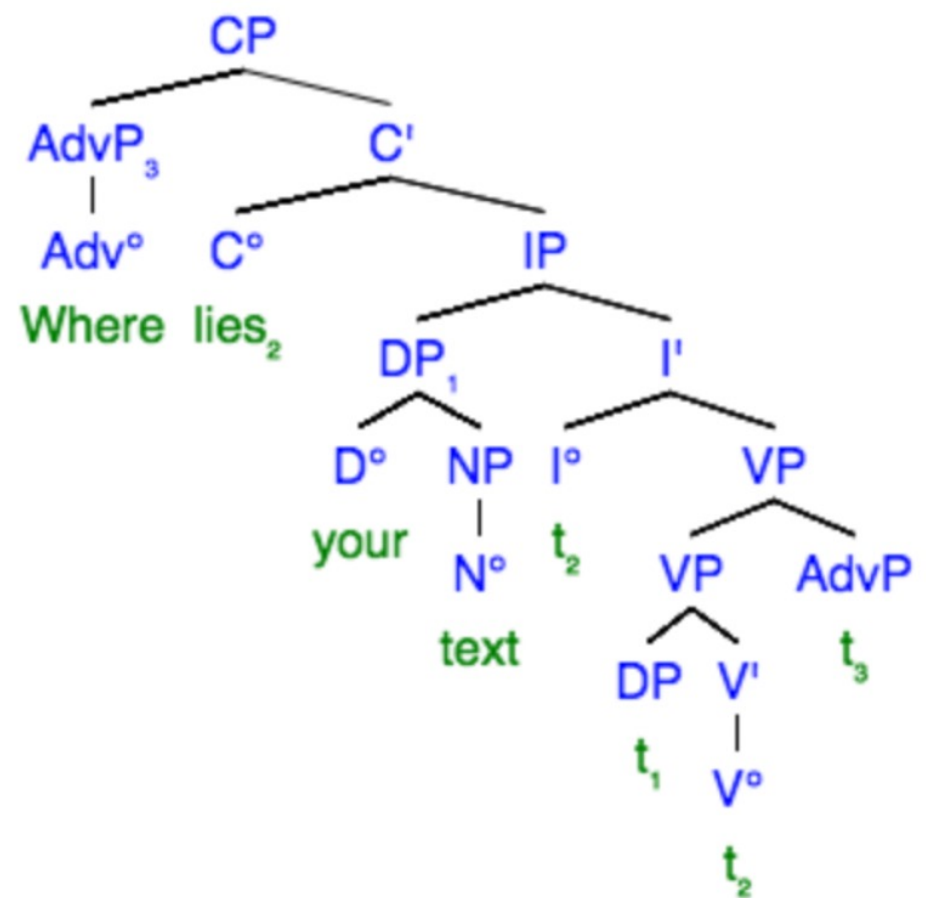 CP
AdvP₃ C'
Adv° C° IP
Where lies₂
DP₁ I'
D° NP I° VP
your t₂
N° VP AdvP
text t₃
DP V'
t₁
V°
t₂